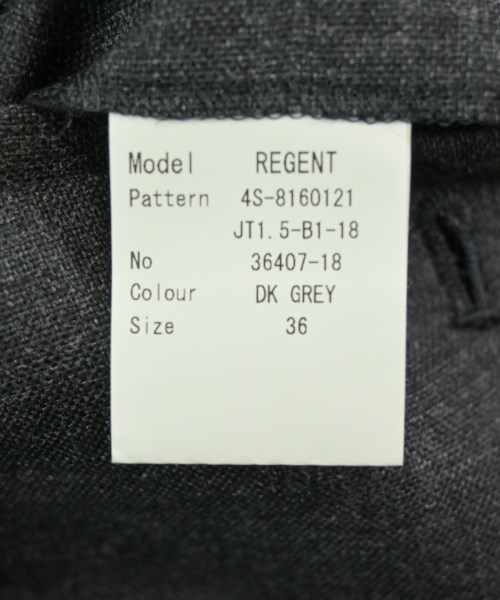 Model REGENT
Pattern 4S-8160121
JT1.5-B1-18
No 36407-18
Colour DK GREY
Size 36